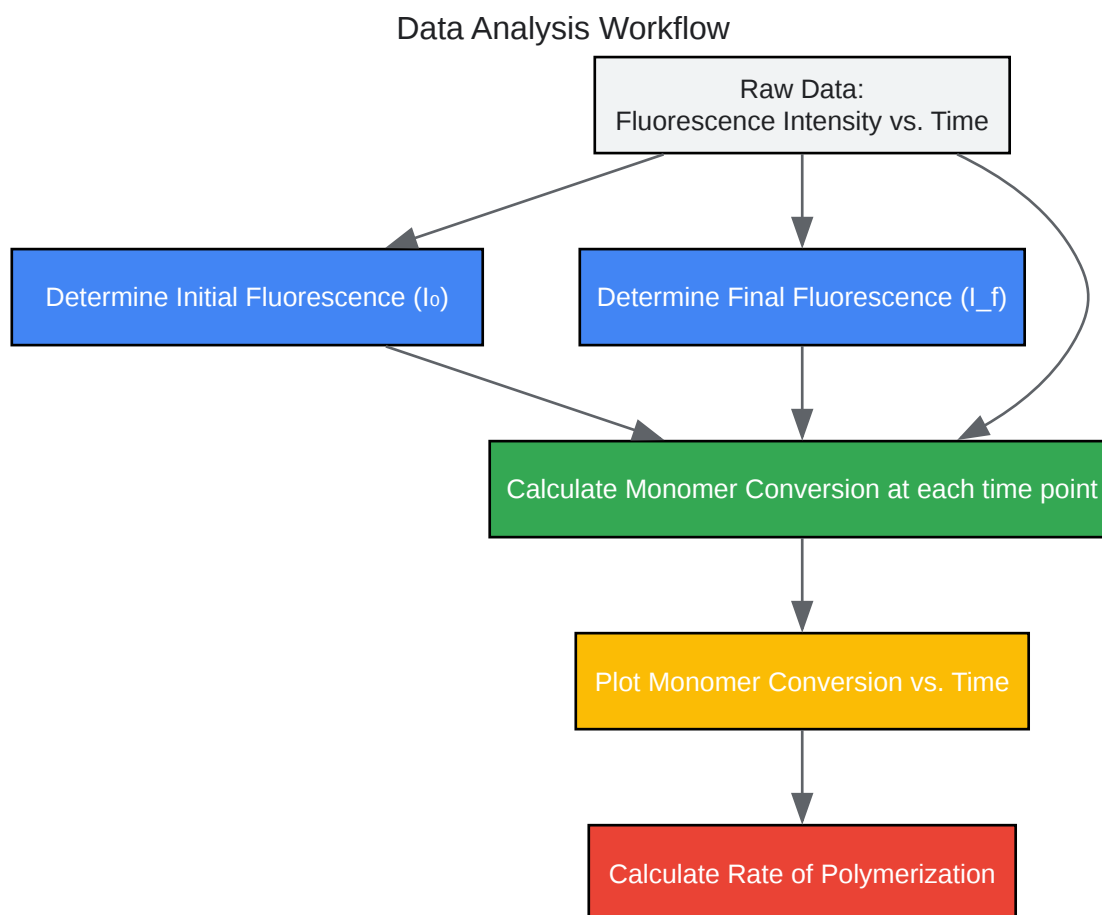 Data Analysis Workflow
Raw Data:
Fluorescence Intensity vs. Time
Determine Initial Fluorescence (I₀)
Determine Final Fluorescence (I_f)
Calculate Monomer Conversion at each time point
Plot Monomer Conversion vs. Time
Calculate Rate of Polymerization